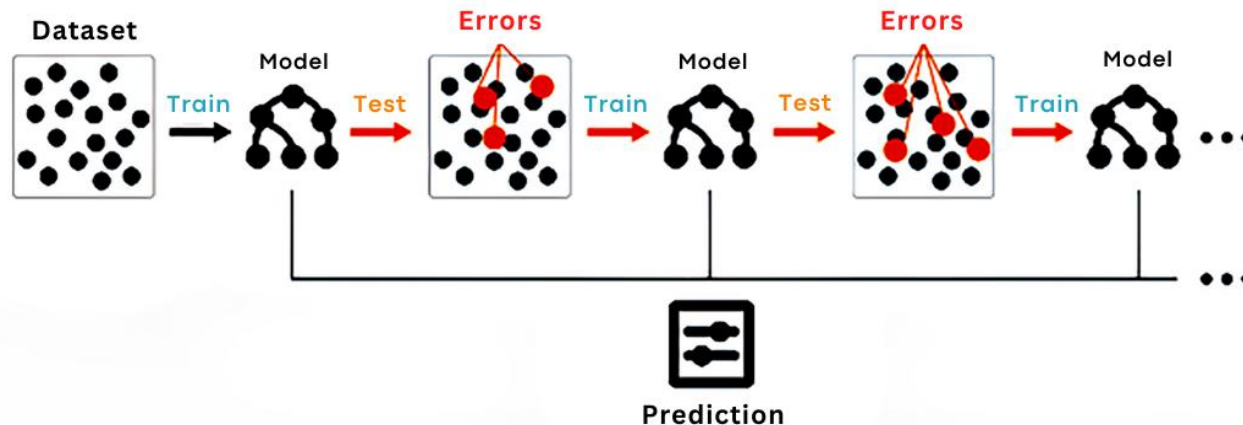 Dataset
Train
Model
Test
Errors
Train
Model
Test
Errors
Train
Model
Prediction